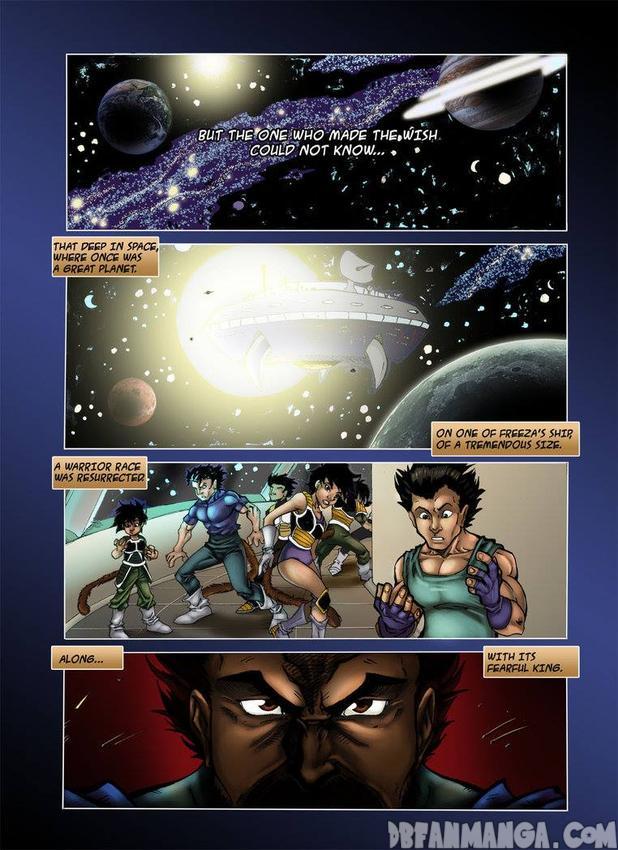 BUT THE ONE WHO MADE THE WISH
COULD NOT KNOW...
THAT DEEP IN SPACE,
WHERE ONCE WAS
A GREAT PLANET.
ON ONE OF FREEZA'S SHIP,
OF A TREMENDOUS SIZE.
A WARRIOR RACE
WAS RESURRECTED
ALONG...
WITH ITS
FEARFUL KING.
DBFANMANGA.COM